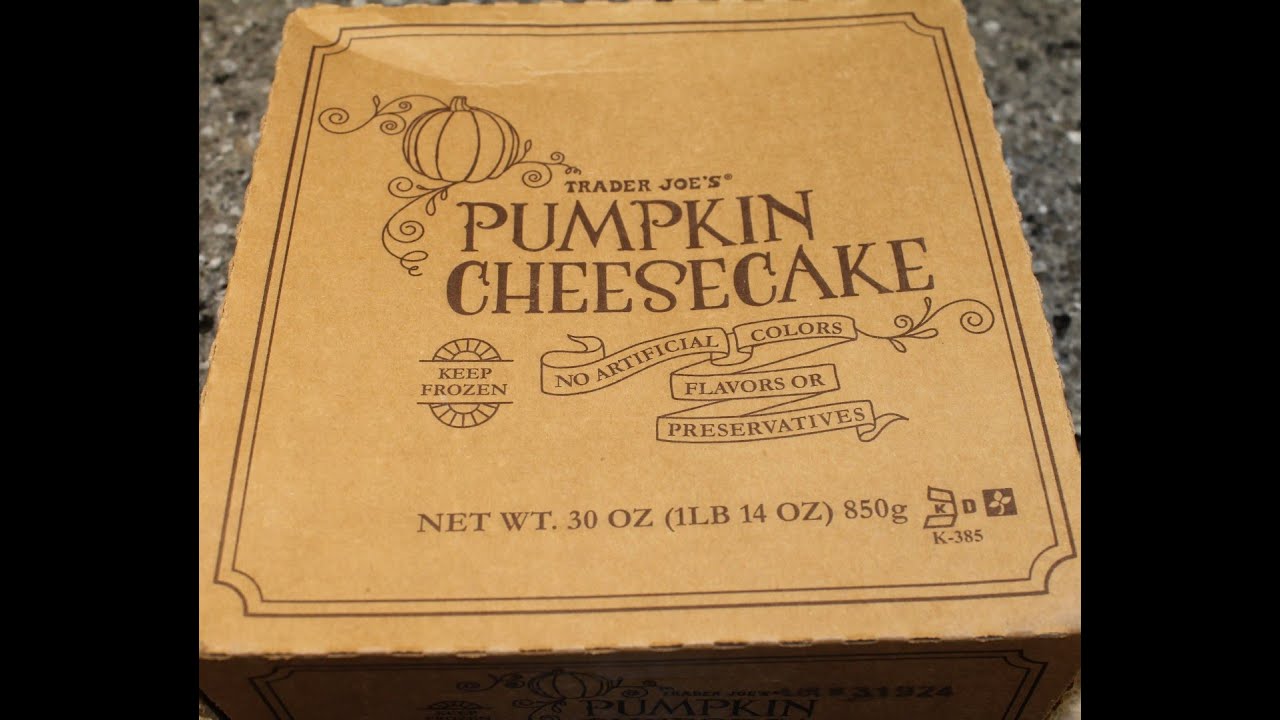 TRADER JOE'S®
PUMPKIN
CHEESECAKE
KEEP
FROZEN
NO ARTIFICIAL COLORS
FLAVORS OR
PRESERVATIVES
NET WT. 30 OZ (1LB 14 OZ) 850g
K D
K-385
TRADER JOE'S
31924
PUMPKIN